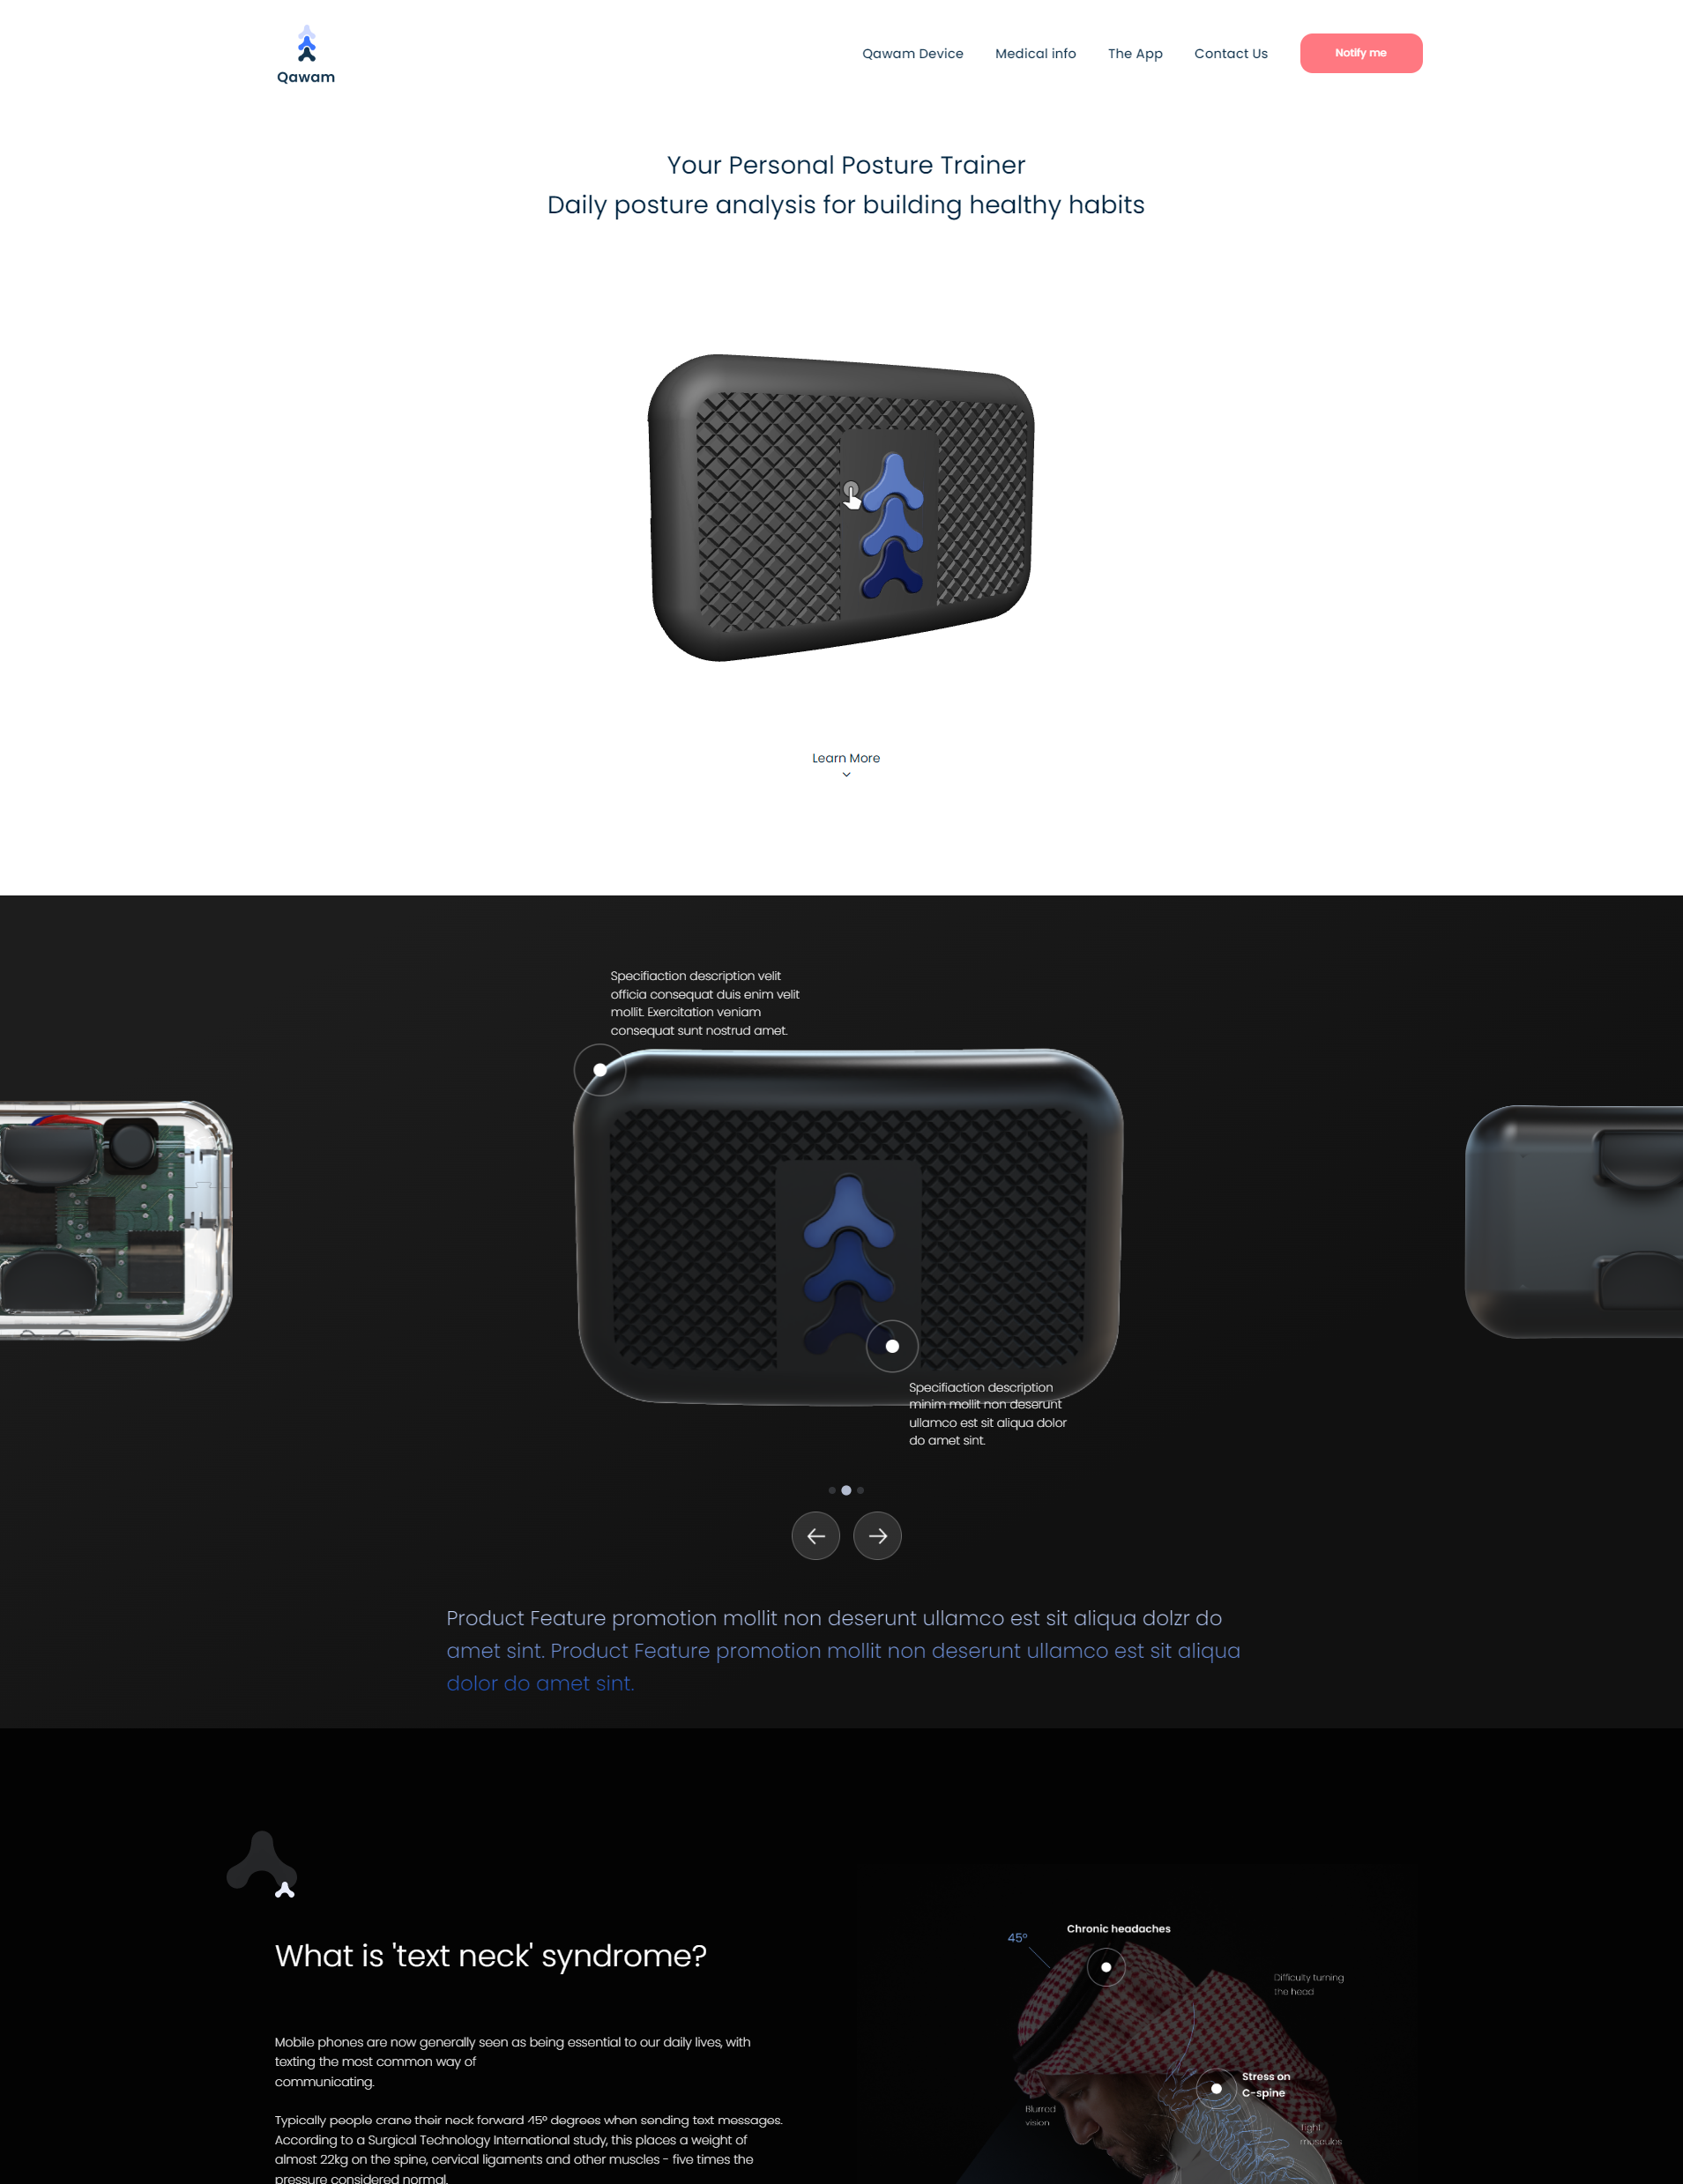 Qawam
Qawam Device
Medical info
The App
Contact Us
Notify me
Your Personal Posture Trainer
Daily posture analysis for building healthy habits
Learn More
Specifiaction description velit
officia consequat duis enim velit
mollit. Exercitation veniam
consequat sunt nostrud amet.
Specifiaction description
minim mollit non deserunt
ullamco est sit aliqua dolor
do amet sint.
Product Feature promotion mollit non deserunt ullamco est sit aliqua dolzr do
amet sint. Product Feature promotion mollit non deserunt ullamco est sit aliqua
dolor do amet sint.
What is 'text neck' syndrome?
Mobile phones are now generally seen as being essential to our daily lives, with
texting the most common way of
communicating.
Typically people crane their neck forward 45º degrees when sending text messages.
According to a Surgical Technology International study, this places a weight of
almost 22kg on the spine, cervical ligaments and other muscles - five times the
pressure considered normal.
Chronic headaches
45º
Difficulty turning
the head
Stress on
C-spine
Blurred
vision
Tight
muscules